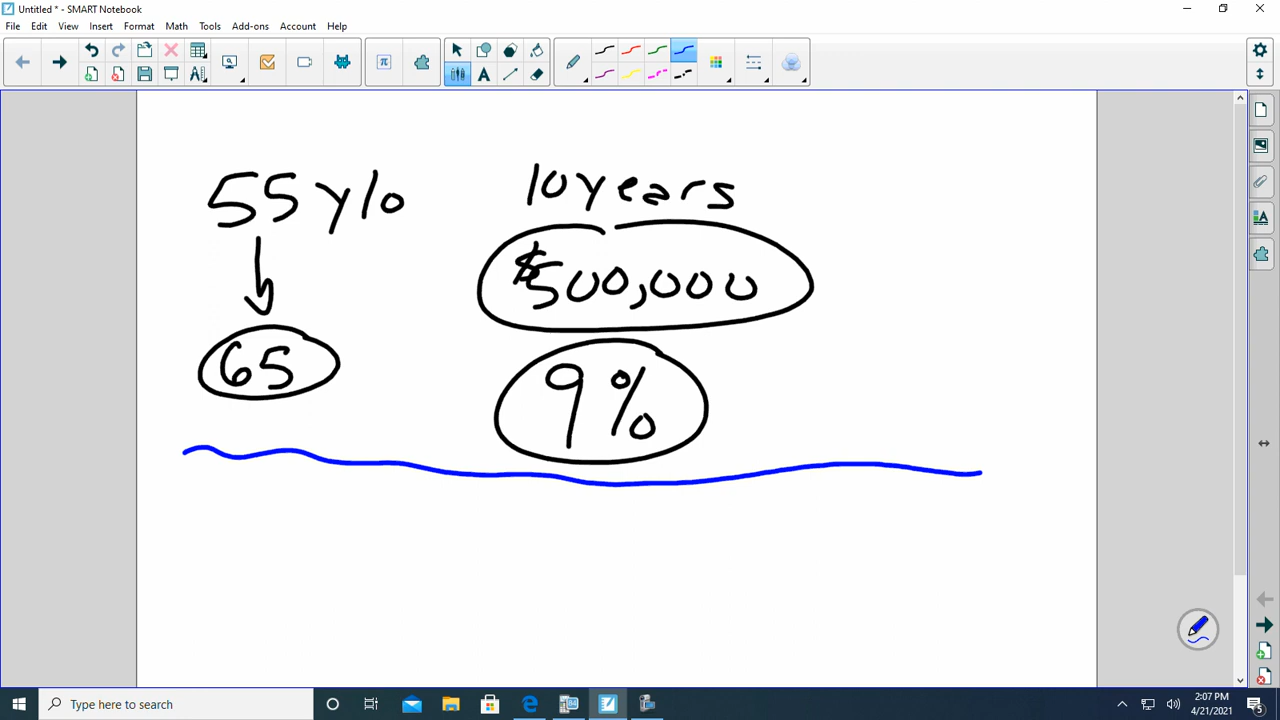 Untitled * - SMART Notebook
File Edit View Insert Format Math Tools Add-ons Account Help
55 y/o
10 years
$500,000
65
9%
Type here to search
2:07 PM
4/21/2021
5